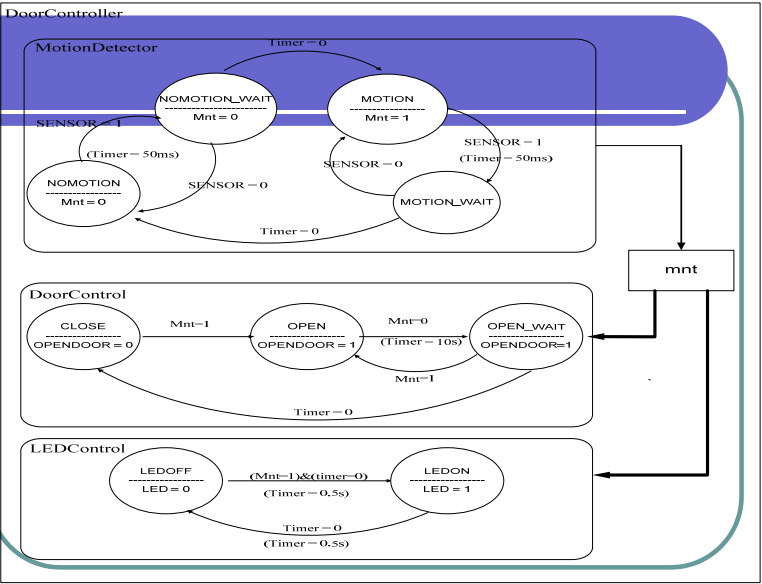 DoorController
MotionDetector
Timer=0
NOMOTION_WAIT
Mnt = 0
MOTION
Mnt = 1
SENSOR=1
(Timer=50ms)
SENSOR=1
(Timer=50ms)
NOMOTION
Mnt = 0
SENSOR=0
SENSOR=0
MOTION_WAIT
Timer=0
mnt
DoorControl
CLOSE
OPENDOOR = 0
Mnt=1
OPEN
OPENDOOR = 1
Mnt=0
(Timer=10s)
OPEN_WAIT
OPENDOOR=1
Mnt=1
Timer=0
LEDControl
LEDOFF
LED = 0
(Mnt=1)&(timer=0)
(Timer=0.5s)
LEDON
LED = 1
Timer=0
(Timer=0.5s)